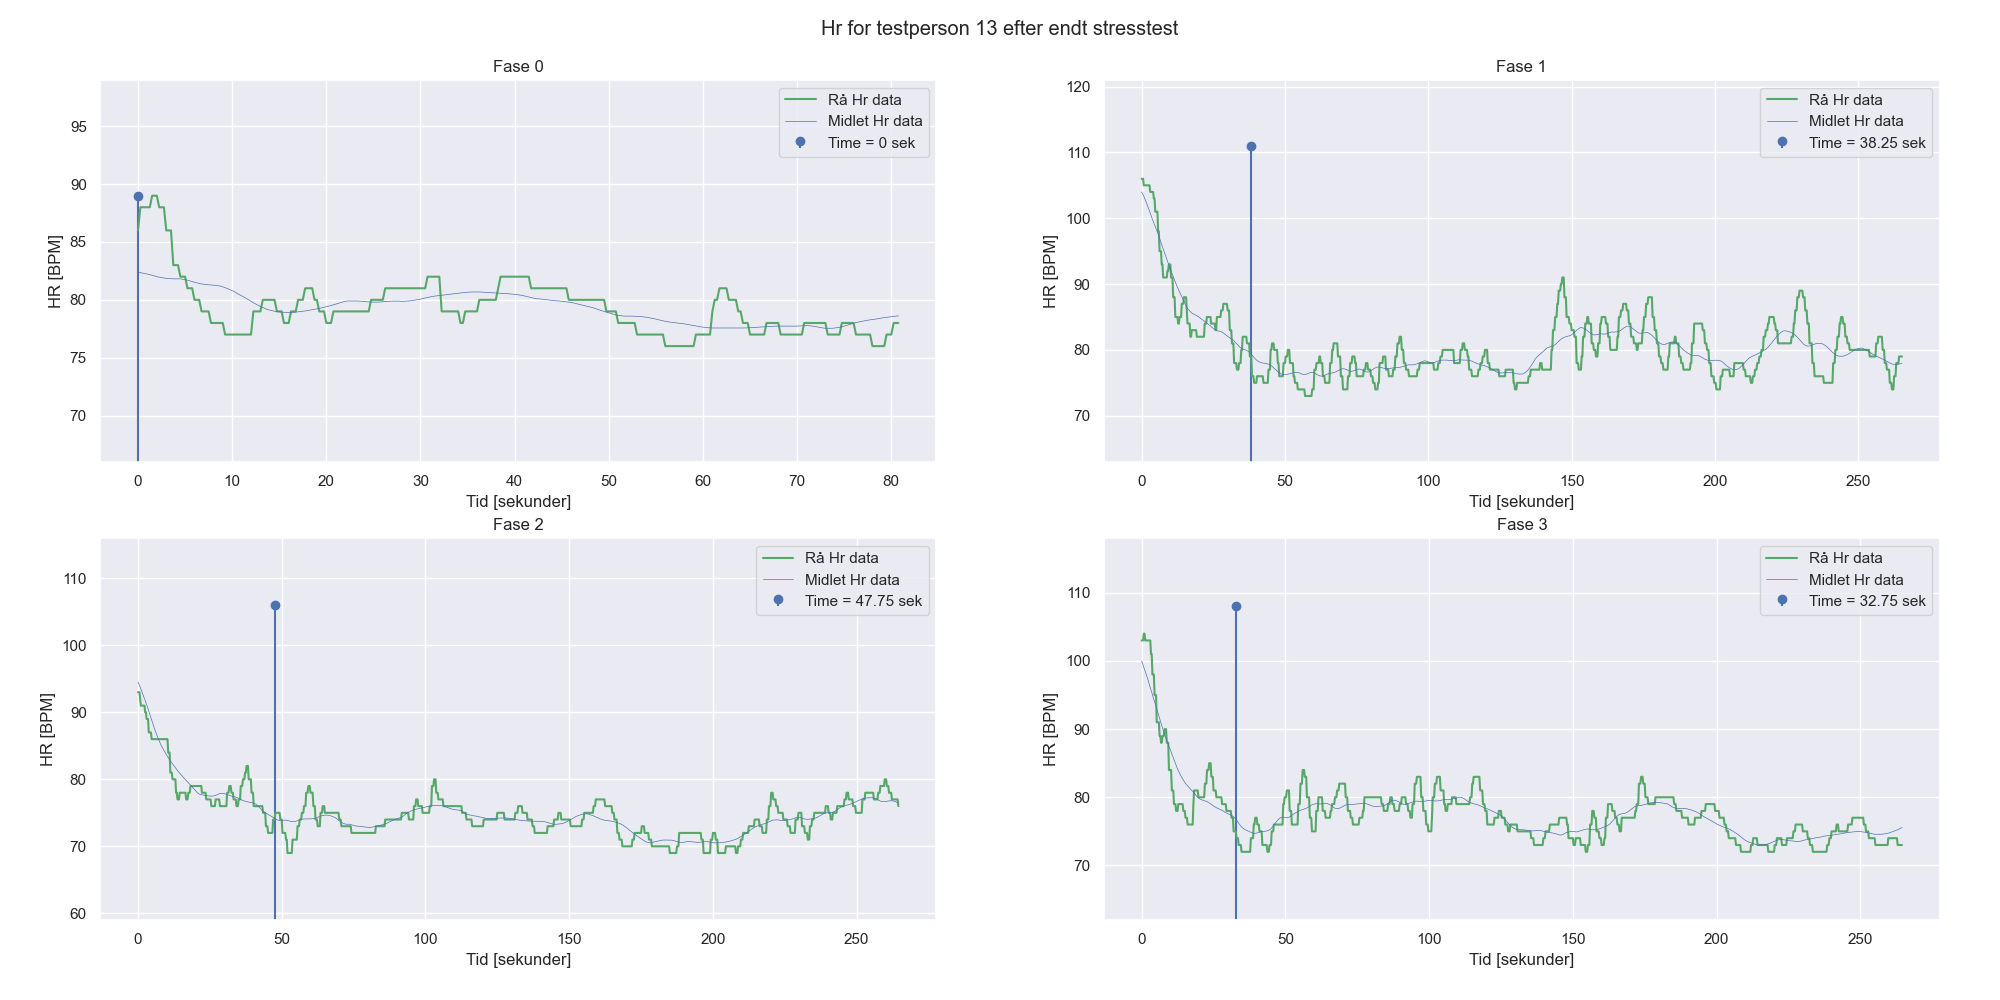 Hr for testperson 13 efter endt stresstest
Fase 0
HR [BPM]
95
90
85
80
75
70
Rå Hr data
Midlet Hr data
Time = 0 sek
0 10 20 30 40 50 60 70 80
Tid [sekunder]
Fase 1
HR [BPM]
120
110
100
90
80
70
Rå Hr data
Midlet Hr data
Time = 38.25 sek
0 50 100 150 200 250
Tid [sekunder]
Fase 2
HR [BPM]
110
100
90
80
70
60
Rå Hr data
Midlet Hr data
Time = 47.75 sek
0 50 100 150 200 250
Tid [sekunder]
Fase 3
HR [BPM]
110
100
90
80
70
Rå Hr data
Midlet Hr data
Time = 32.75 sek
0 50 100 150 200 250
Tid [sekunder]